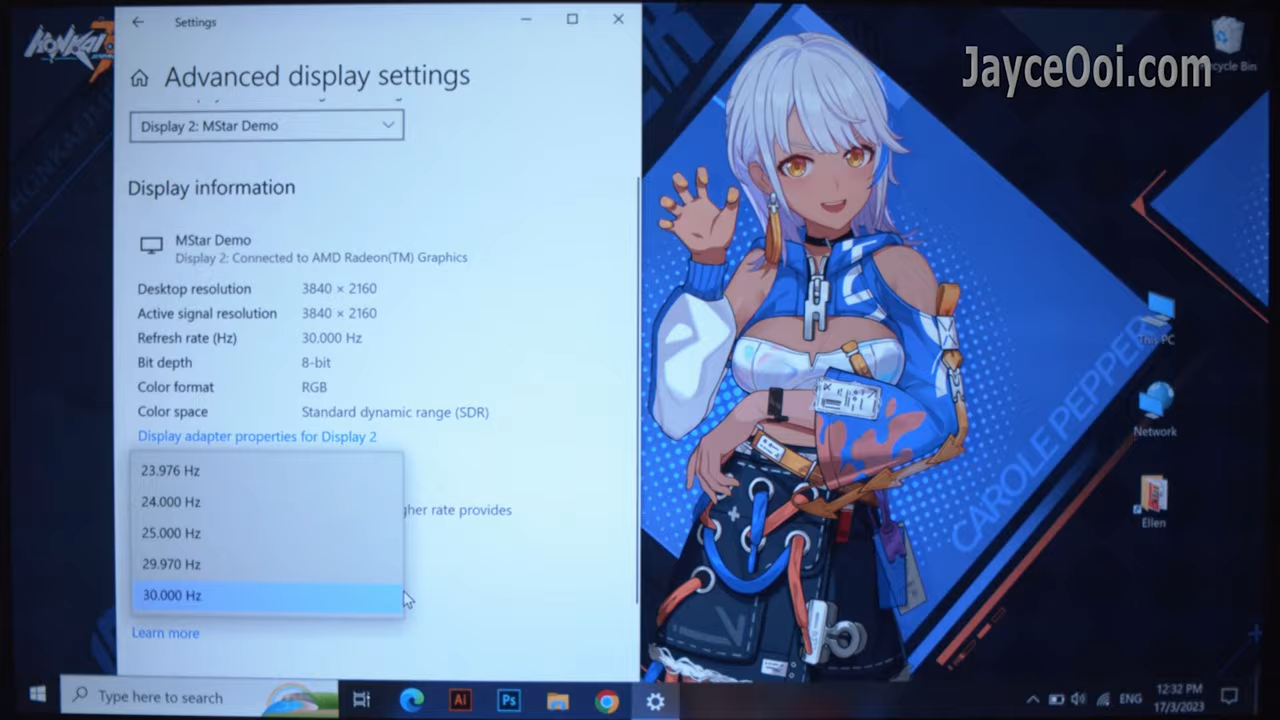 HONKAI
Settings
Advanced display settings
Display 2: MStar Demo
Display information
MStar Demo
Display 2: Connected to AMD Radeon(TM) Graphics
Desktop resolution 3840 × 2160
Active signal resolution 3840 × 2160
Refresh rate (Hz) 30.000 Hz
Bit depth 8-bit
Color format RGB
Color space Standard dynamic range (SDR)
Display adapter properties for Display 2
23.976 Hz
24.000 Hz
25.000 Hz
29.970 Hz
30.000 Hz
rate provides
Learn more
JayceOoi.com
Bin
This PC
Network
Ellen
CAROLE PEPPER
Type here to search
Ai
Ps
ENG
12:32 PM
17/3/2023